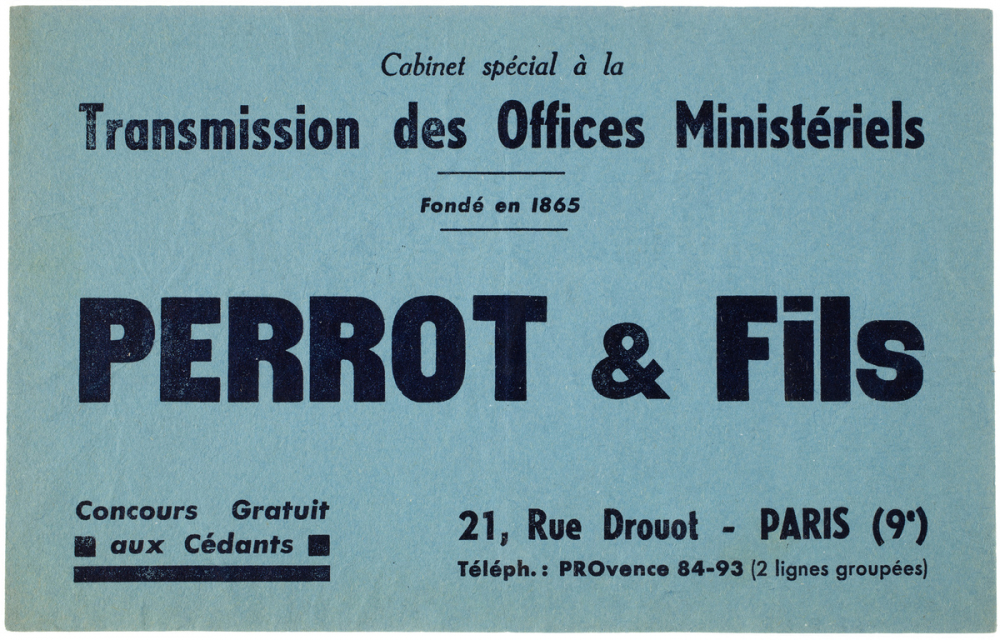 Cabinet spécial à la
Transmission des Offices Ministériels
Fondé en 1865
PERROT & Fils
Concours Gratuit
aux Cédants
21, Rue Drouot - PARIS (9e)
Téléph. : PROvence 84-93 (2 lignes groupées)